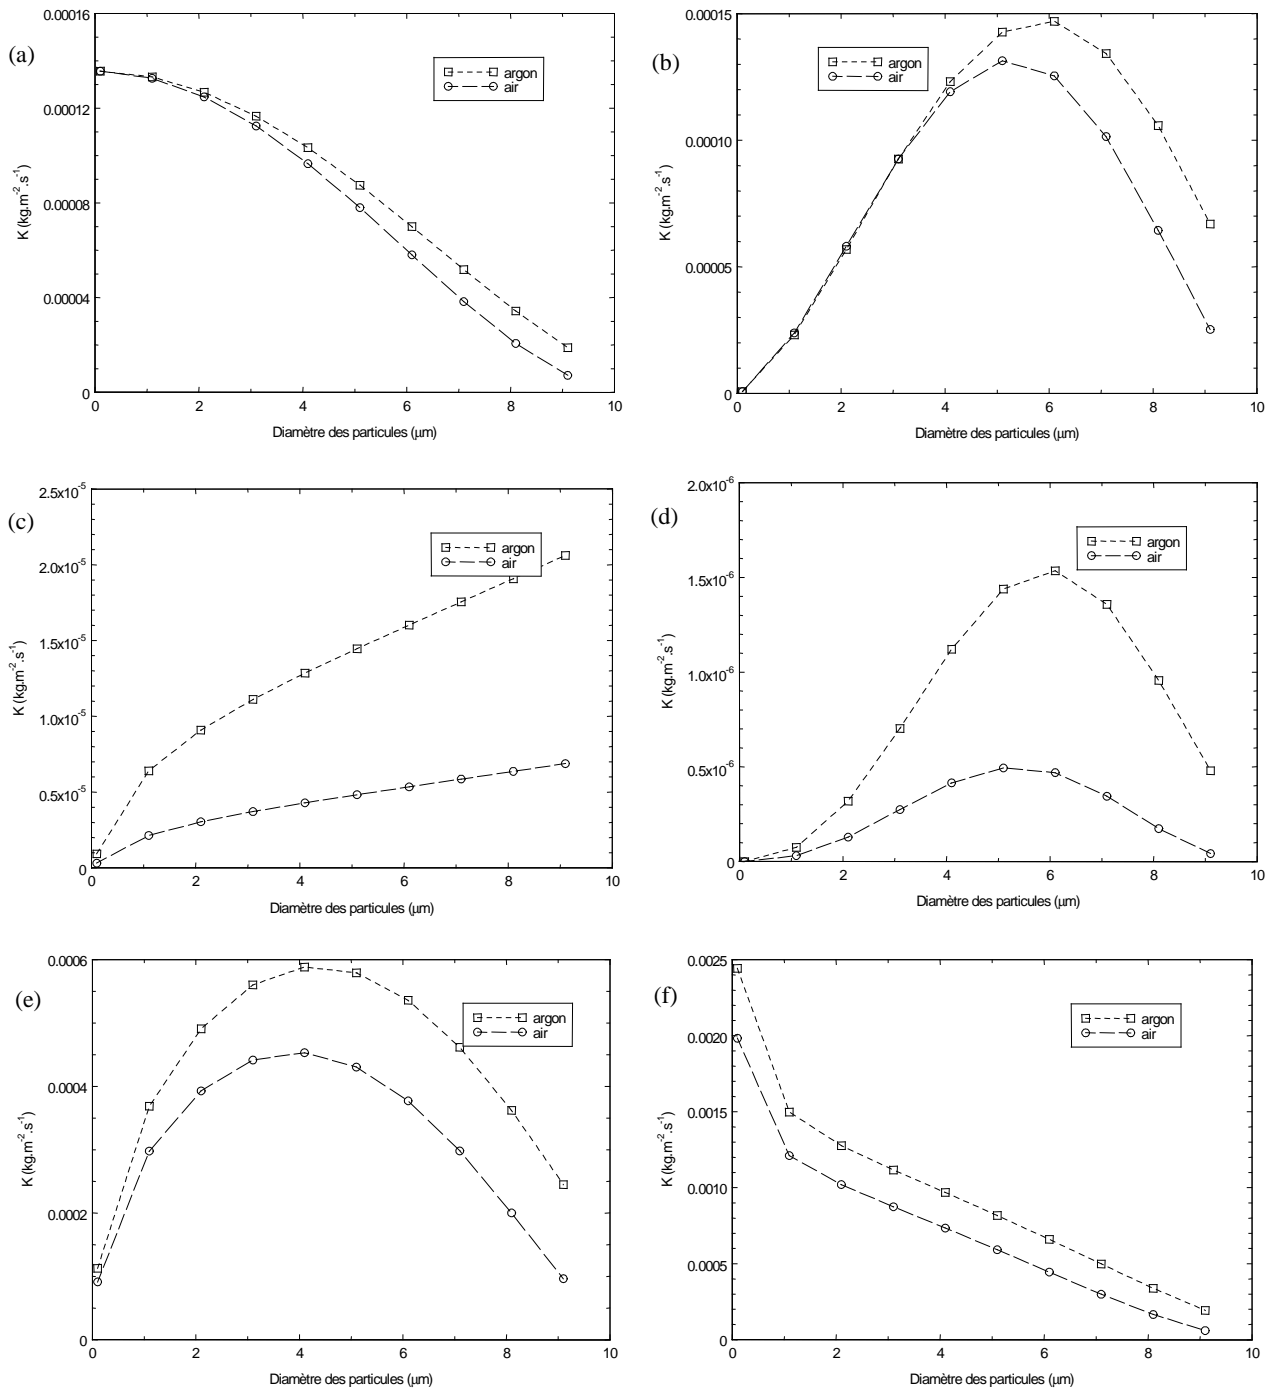 (a)
0.00016
0.00012
0.00008
0.00004
0
K (kg.m-2.s-1)
argon
air
0 2 4 6 8 10
Diamètre des particules (µm)
(b)
0.00015
0.00010
0.00005
0
K (kg.m-2.s-1)
argon
air
0 2 4 6 8 10
Diamètre des particules (µm)
(c)
2.5x10-5
2.0x10-5
1.5x10-5
1.0x10-5
0.5x10-5
0
K (kg.m-2.s-1)
argon
air
0 2 4 6 8 10
Diamètre des particules (µm)
(d)
2.0x10-6
1.5x10-6
1.0x10-6
0.5x10-6
0
K (kg.m-2.s-1)
argon
air
0 2 4 6 8 10
Diamètre des particules (µm)
(e)
0.0006
0.0004
0.0002
0
K (kg.m-2.s-1)
argon
air
0 2 4 6 8 10
Diamètre des particules (µm)
(f)
0.0025
0.0020
0.0015
0.0010
0.0005
0
K (kg.m-2.s-1)
argon
air
0 2 4 6 8 10
Diamètre des particules (µm)